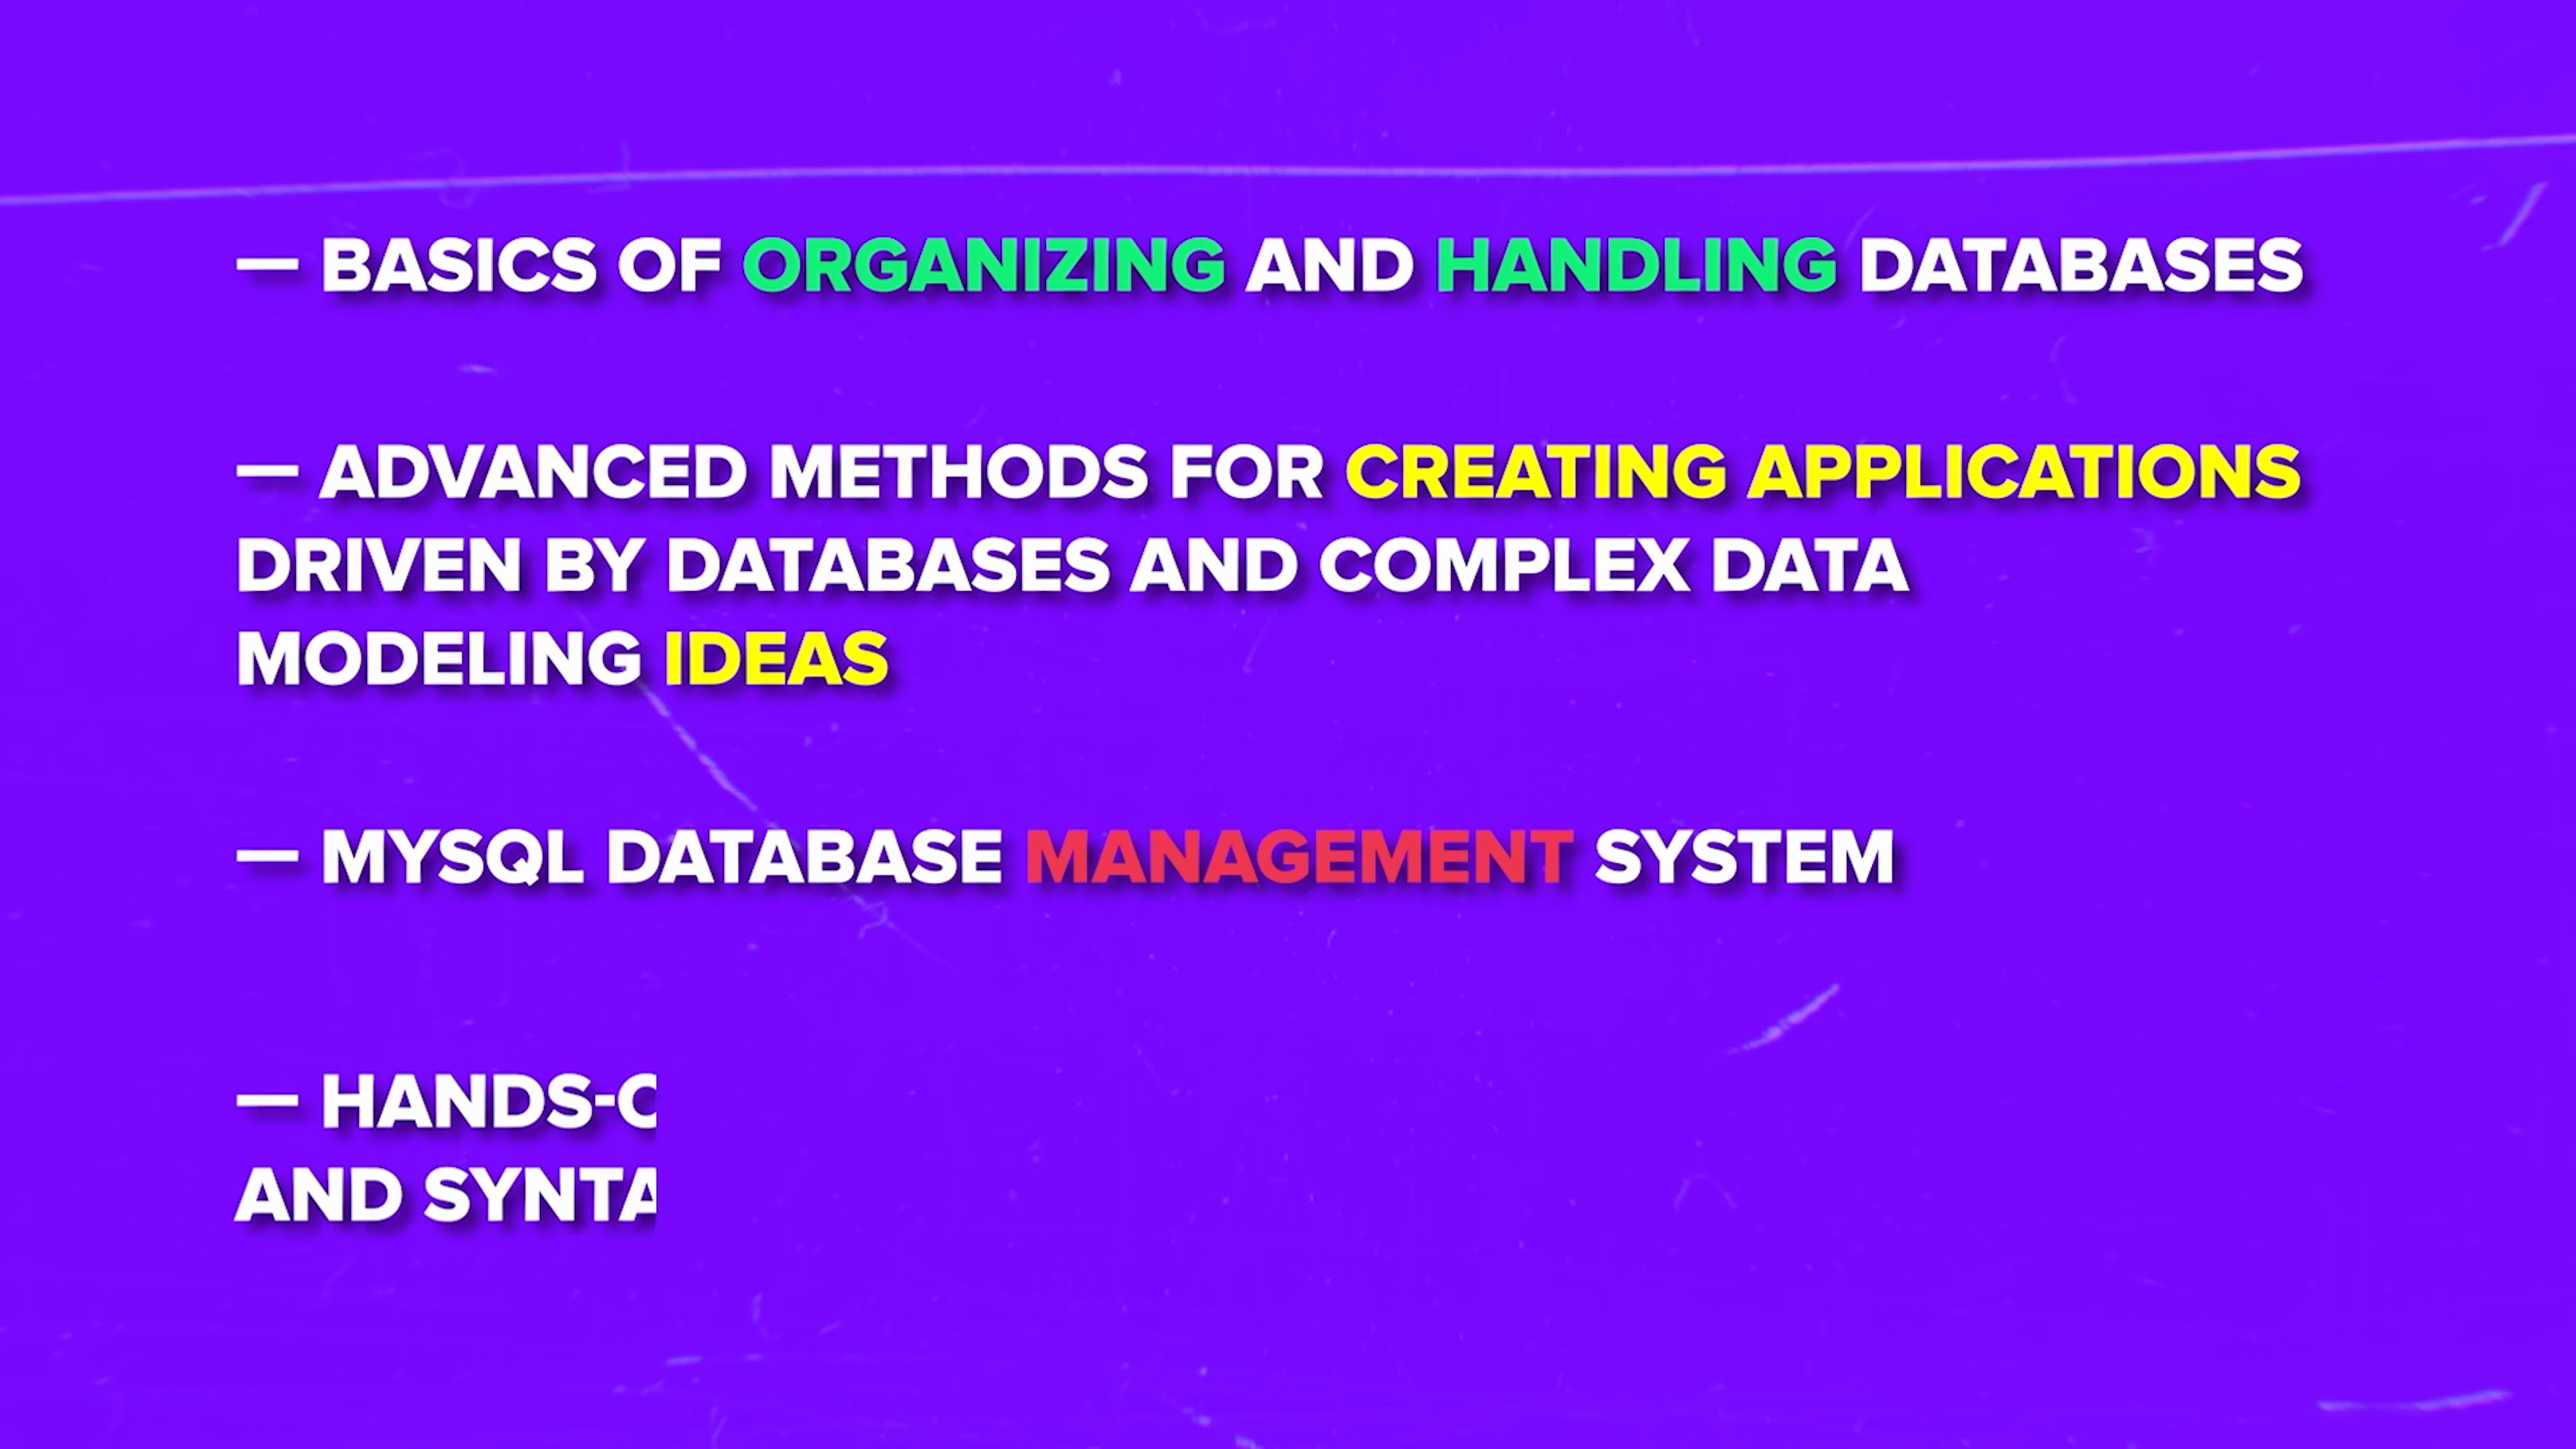 — BASICS OF ORGANIZING AND HANDLING DATABASES
— ADVANCED METHODS FOR CREATING APPLICATIONS
DRIVEN BY DATABASES AND COMPLEX DATA
MODELING IDEAS
— MYSQL DATABASE MANAGEMENT SYSTEM
— HANDS-
AND